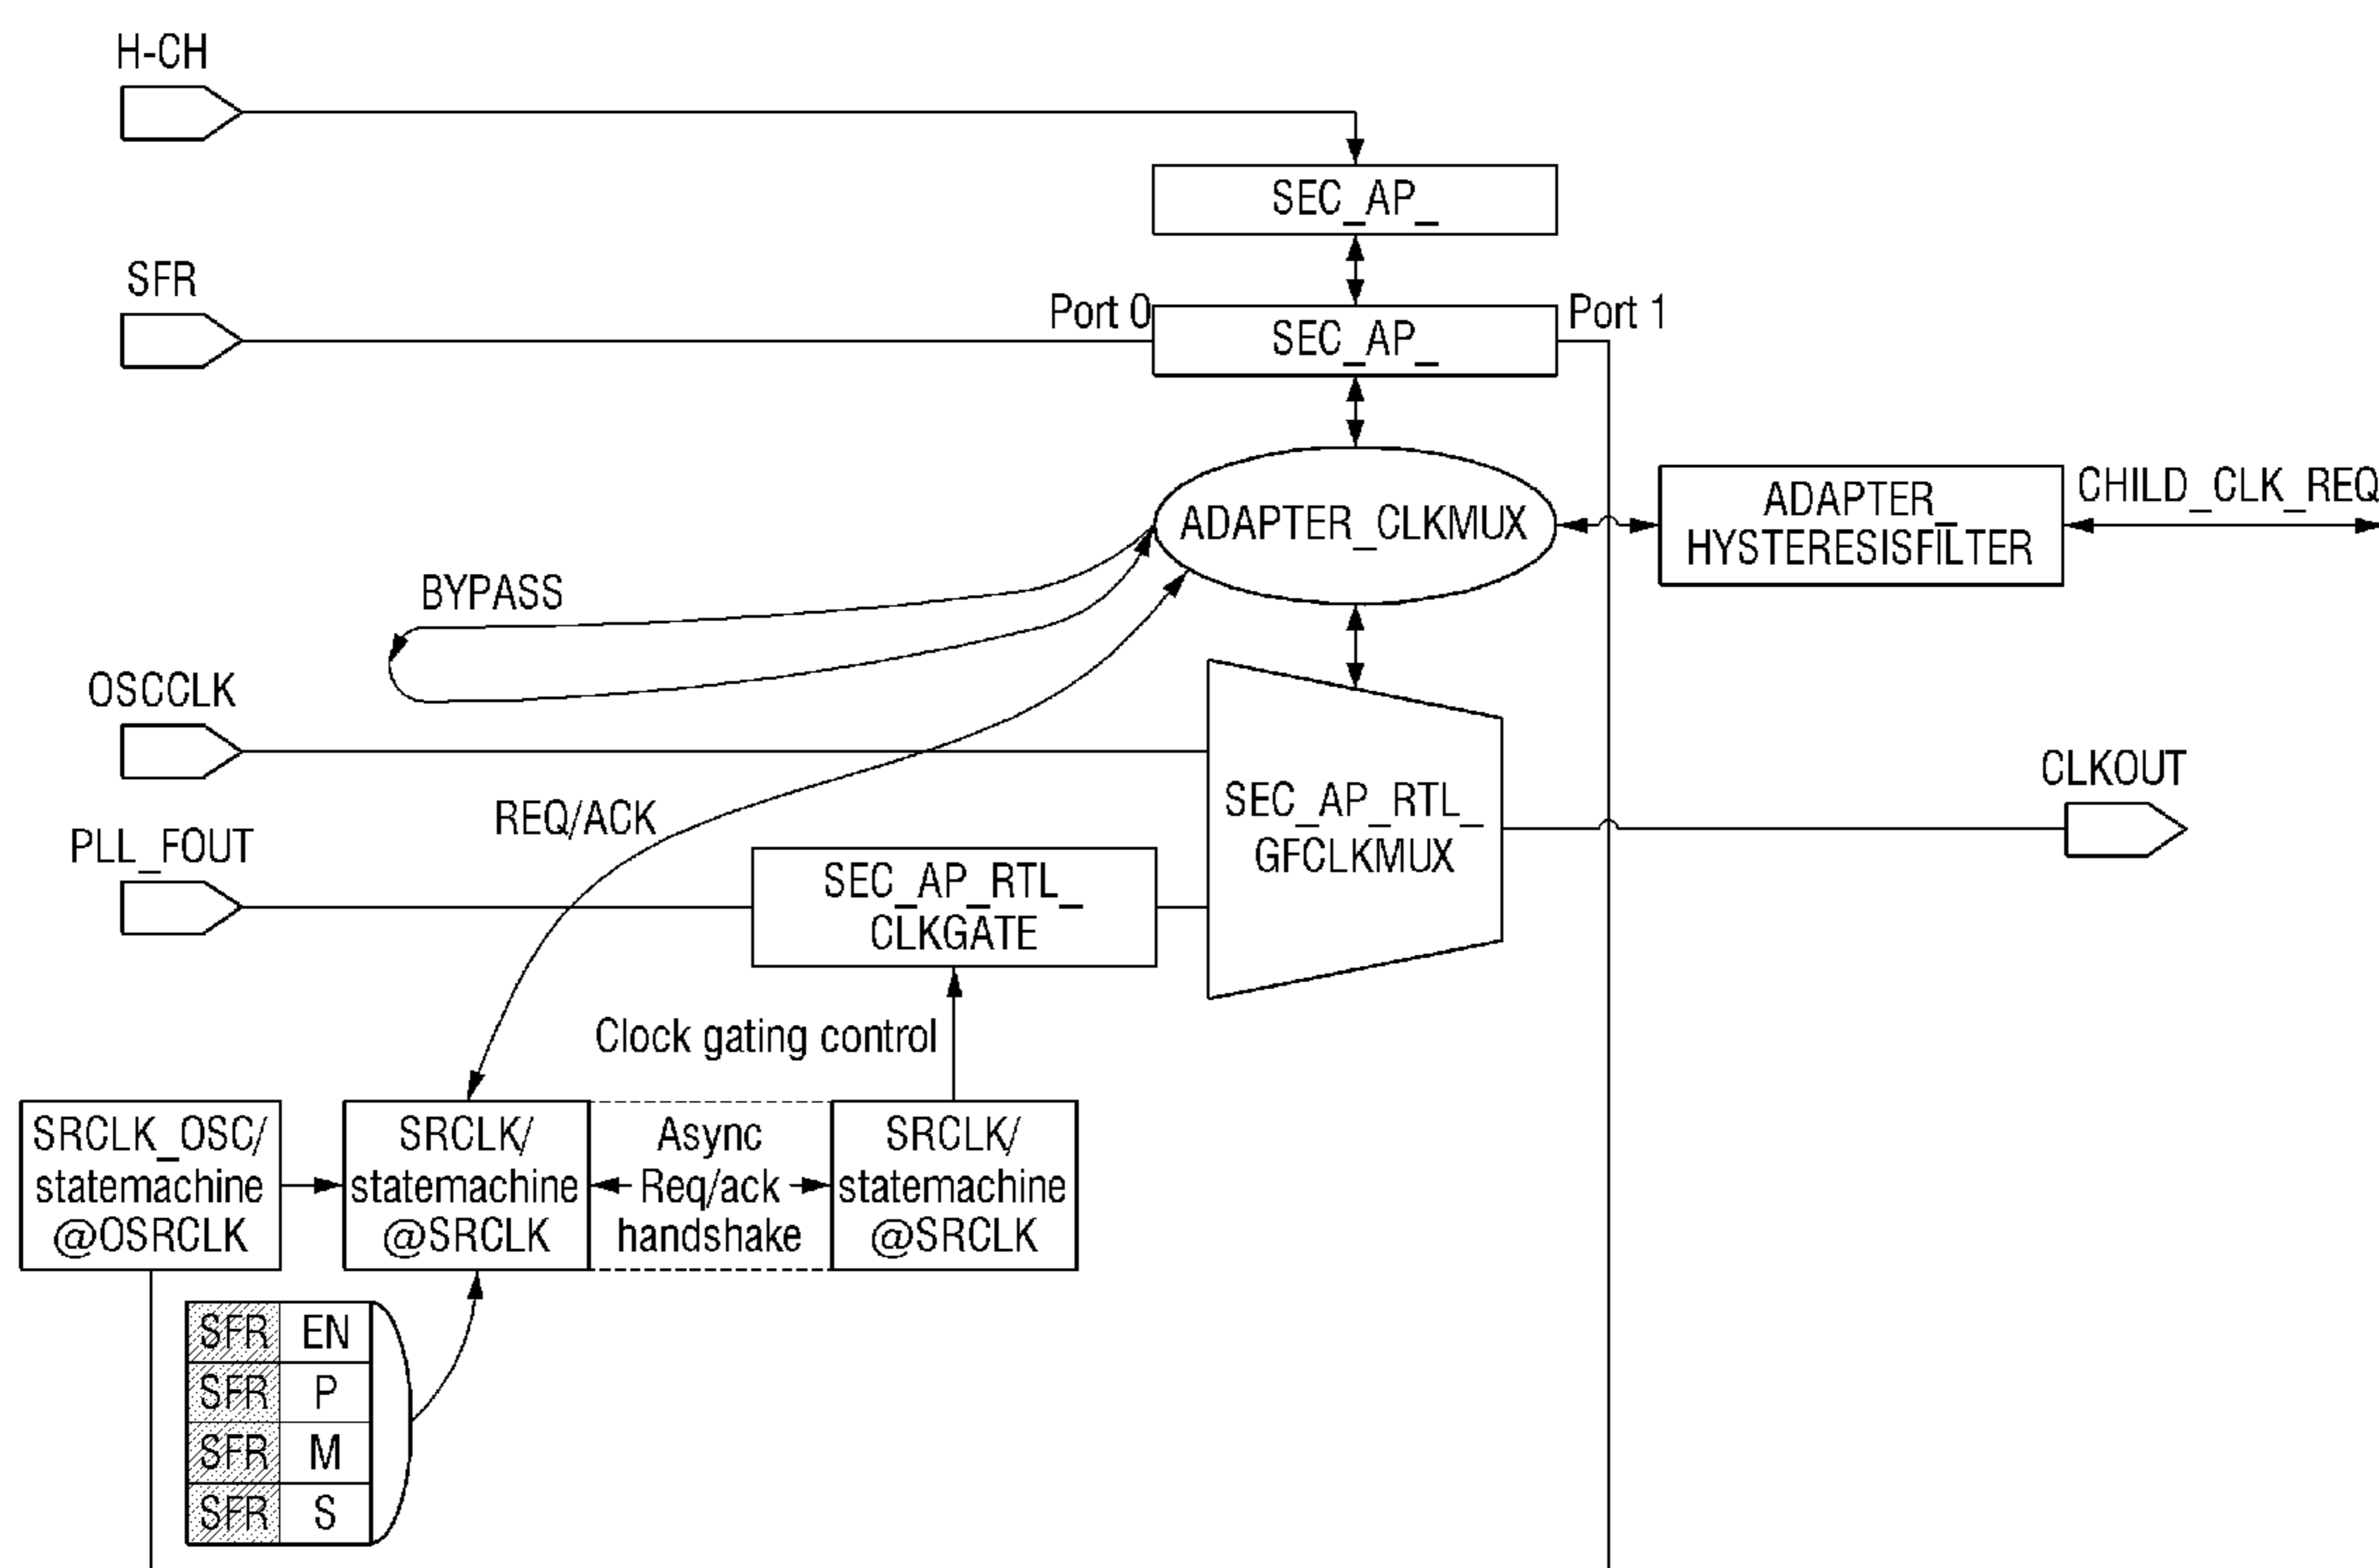 H-CH
SEC_AP_
SFR
Port 0
SEC_AP_
Port 1
ADAPTER_CLKMUX
ADAPTER_
HYSTERESISFILTER
CHILD_CLK_REQ
BYPASS
OSCCLK
SEC_AP_RTL_
GFCLKMUX
CLKOUT
REQ/ACK
PLL_FOUT
SEC_AP_RTL_
CLKGATE
Clock gating control
SRCLK_OSC/
statemachine
@OSRCLK
SRCLK/
statemachine
@SRCLK
Async
Req/ack
handshake
SRCLK/
statemachine
@SRCLK
SFR EN
SFR P
SFR M
SFR S